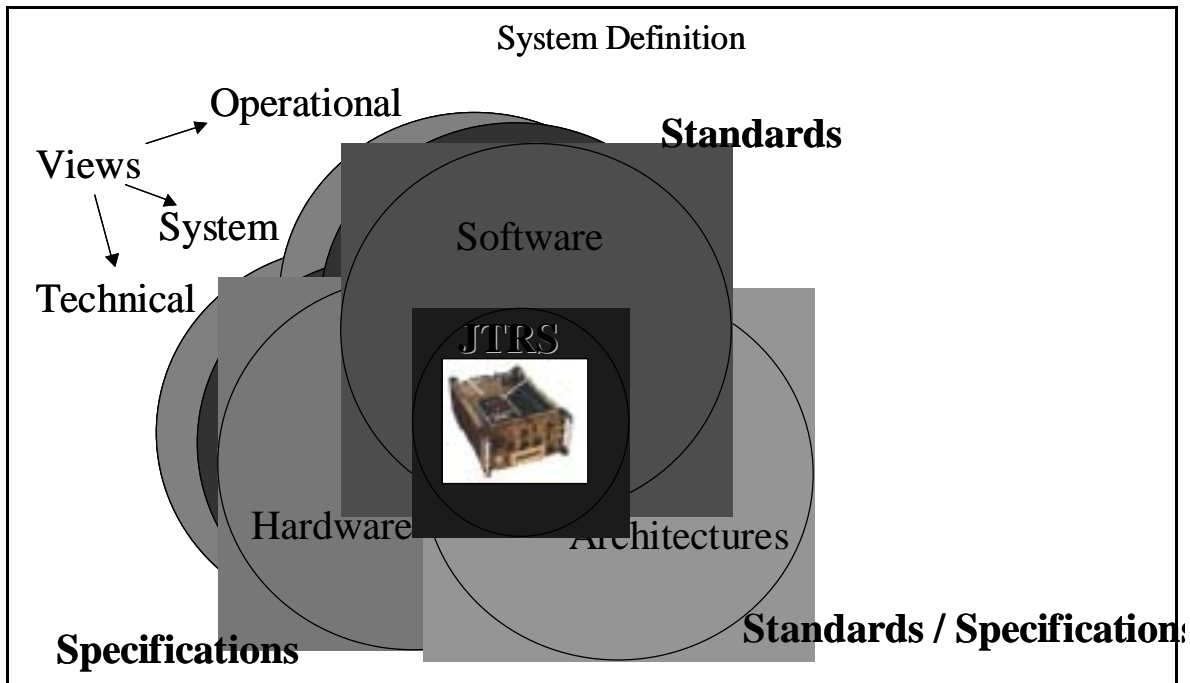 System Definition
Operational
Standards
Views
System
Software
Technical
JTRS
Hardware
Architectures
Standards / Specifications
Specifications